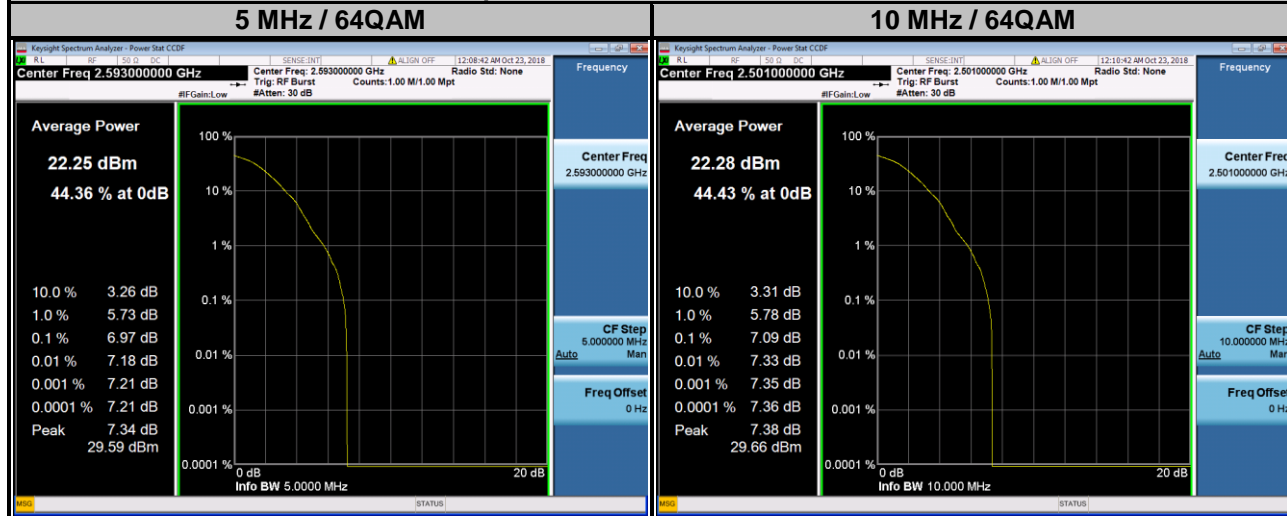 5 MHz / 64QAM
Keysight Spectrum Analyzer - Power Stat CCDF
RL RF 50 Ω DC SENSE:INT ALIGN OFF 12:08:42 AM Oct 23, 2018
Center Freq 2.593000000 GHz
Center Freq: 2.593000000 GHz Radio Std: None
Trig: RF Burst Counts:1.00 M/1.00 Mpt
#IFGain:Low #Atten: 30 dB
Average Power
22.25 dBm
44.36 % at 0dB
10.0 % 3.26 dB
1.0 % 5.73 dB
0.1 % 6.97 dB
0.01 % 7.18 dB
0.001 % 7.21 dB
0.0001 % 7.21 dB
Peak 7.34 dB
29.59 dBm
100 %
10 %
1 %
0.1 %
0.01 %
0.001 %
0.0001 %
0 dB 20 dB
Info BW 5.0000 MHz
Frequency
Center Freq
2.593000000 GHz
CF Step
5.000000 MHz
Auto Man
Freq Offset
0 Hz
MSG STATUS
10 MHz / 64QAM
Keysight Spectrum Analyzer - Power Stat CCDF
RL RF 50 Ω DC SENSE:INT ALIGN OFF 12:10:42 AM Oct 23, 2018
Center Freq 2.501000000 GHz
Center Freq: 2.501000000 GHz Radio Std: None
Trig: RF Burst Counts:1.00 M/1.00 Mpt
#IFGain:Low #Atten: 30 dB
Average Power
22.28 dBm
44.43 % at 0dB
10.0 % 3.31 dB
1.0 % 5.78 dB
0.1 % 7.09 dB
0.01 % 7.33 dB
0.001 % 7.35 dB
0.0001 % 7.36 dB
Peak 7.38 dB
29.66 dBm
100 %
10 %
1 %
0.1 %
0.01 %
0.001 %
0.0001 %
0 dB 20 dB
Info BW 10.000 MHz
Frequency
Center Freq
2.501000000 GHz
CF Step
10.000000 MHz
Auto Man
Freq Offset
0 Hz
MSG STATUS